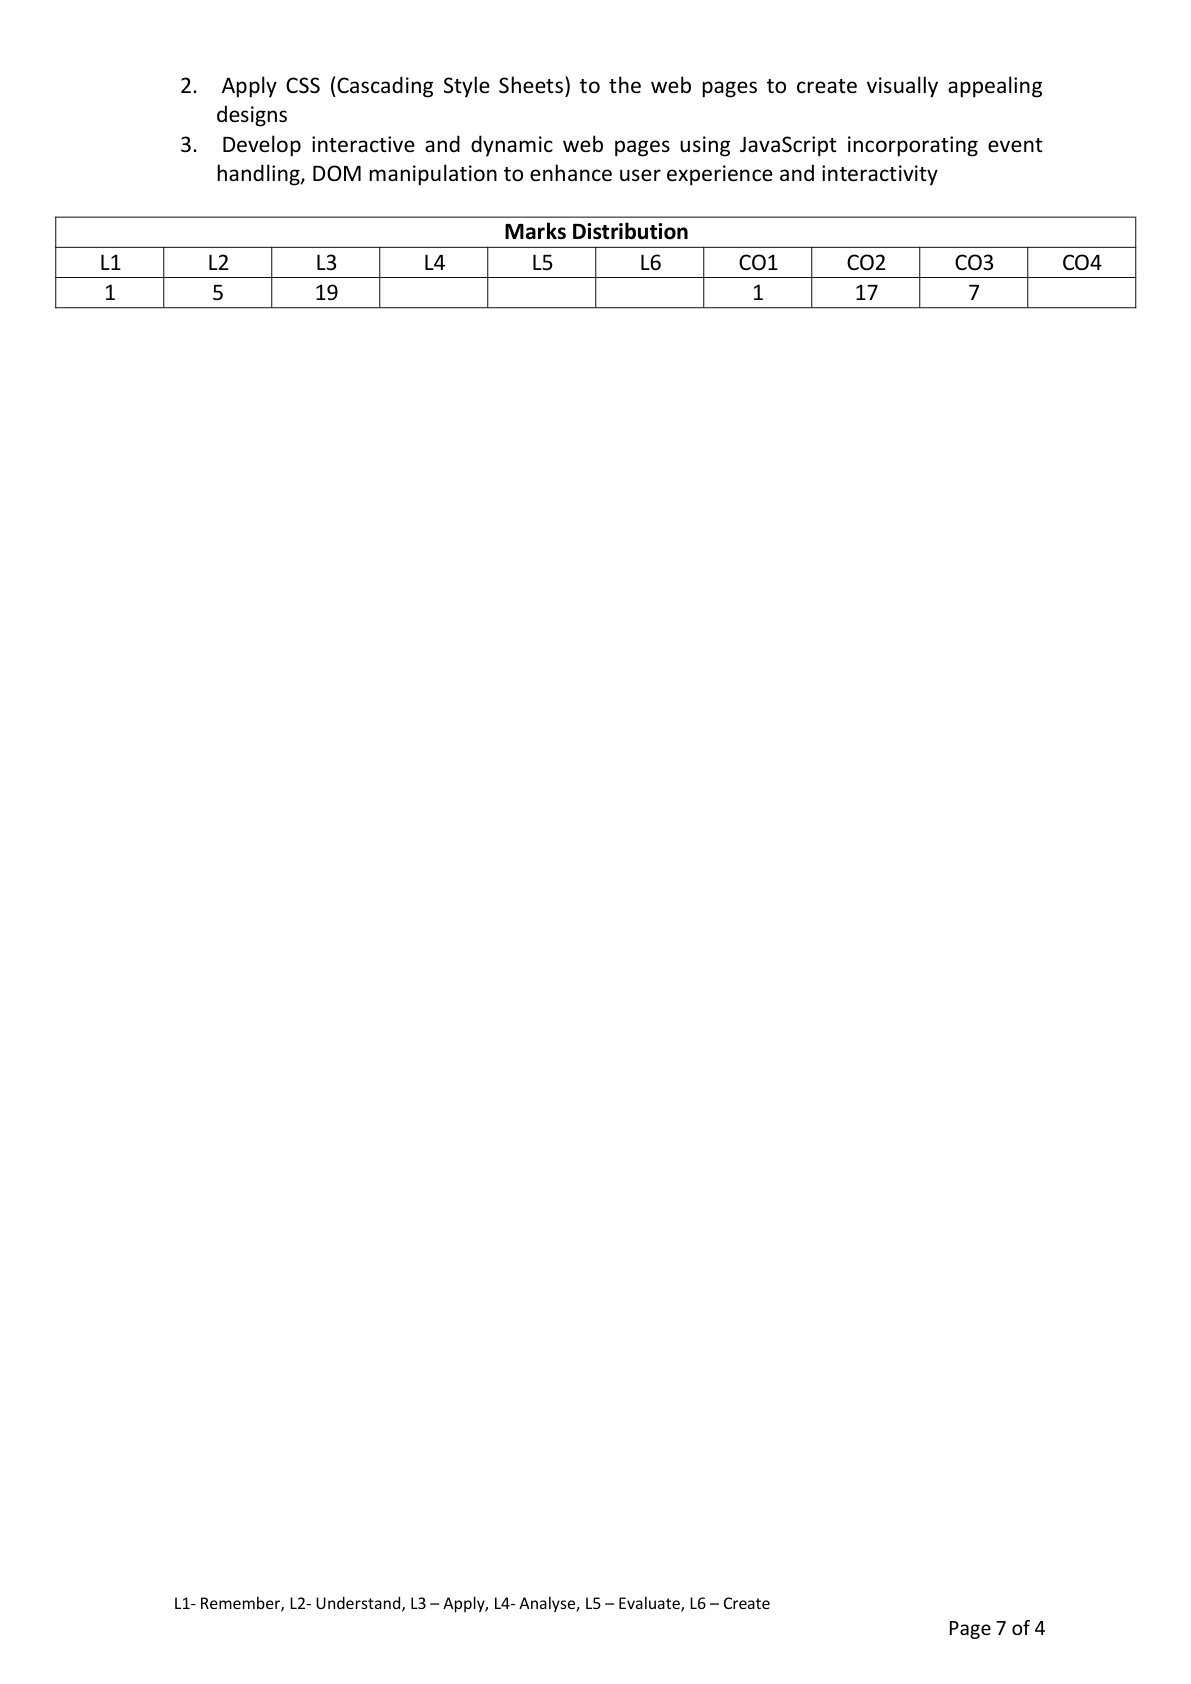 2. Apply CSS (Cascading Style Sheets) to the web pages to create visually appealing
designs
3. Develop interactive and dynamic web pages using JavaScript incorporating event
handling, DOM manipulation to enhance user experience and interactivity
Marks Distribution
L1 L2 L3 L4 L5 L6 CO1 CO2 CO3 CO4
1 5 19 1 17 7
L1- Remember, L2- Understand, L3 – Apply, L4- Analyse, L5 – Evaluate, L6 – Create
Page 7 of 4